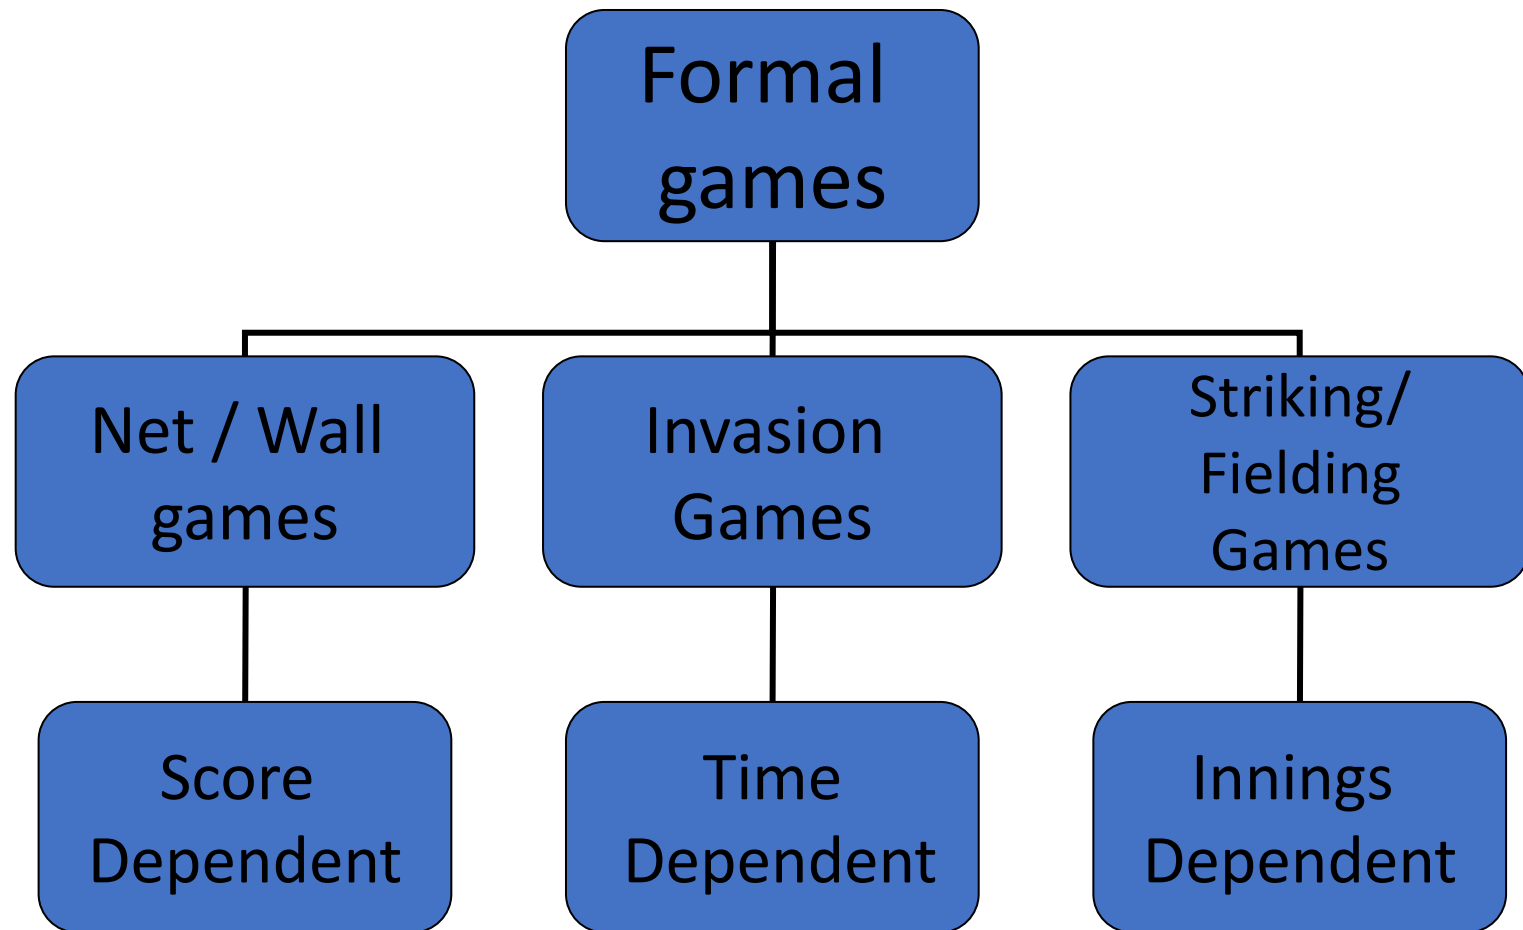 Formal
games
Net / Wall
games
Invasion
Games
Striking/
Fielding
Games
Score
Dependent
Time
Dependent
Innings
Dependent